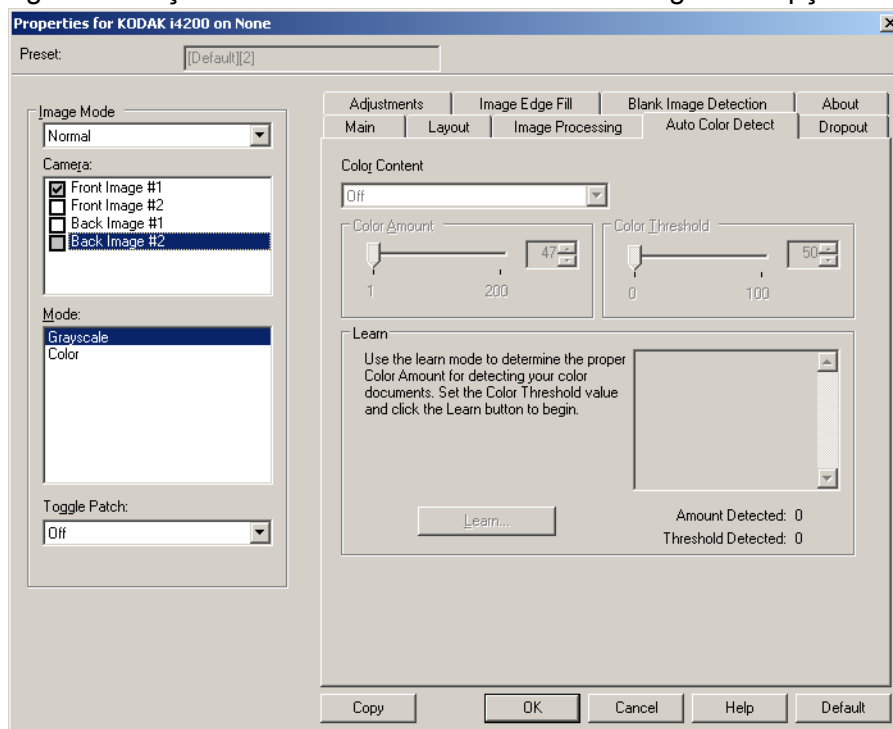 Properties for KODAK i4200 on None
Preset: [Default][2]
Image Mode
Normal
Camera:
Front Image #1
Front Image #2
Back Image #1
Back Image #2
Mode:
Grayscale
Color
Toggle Patch:
Off
Adjustments Image Edge Fill Blank Image Detection About
Main Layout Image Processing Auto Color Detect Dropout
Color Content
Off
Color Amount
47
1 200
Color Threshold
50
0 100
Learn
Use the learn mode to determine the proper
Color Amount for detecting your color
documents. Set the Color Threshold value
and click the Learn button to begin.
Learn...
Amount Detected: 0
Threshold Detected: 0
Copy OK Cancel Help Default